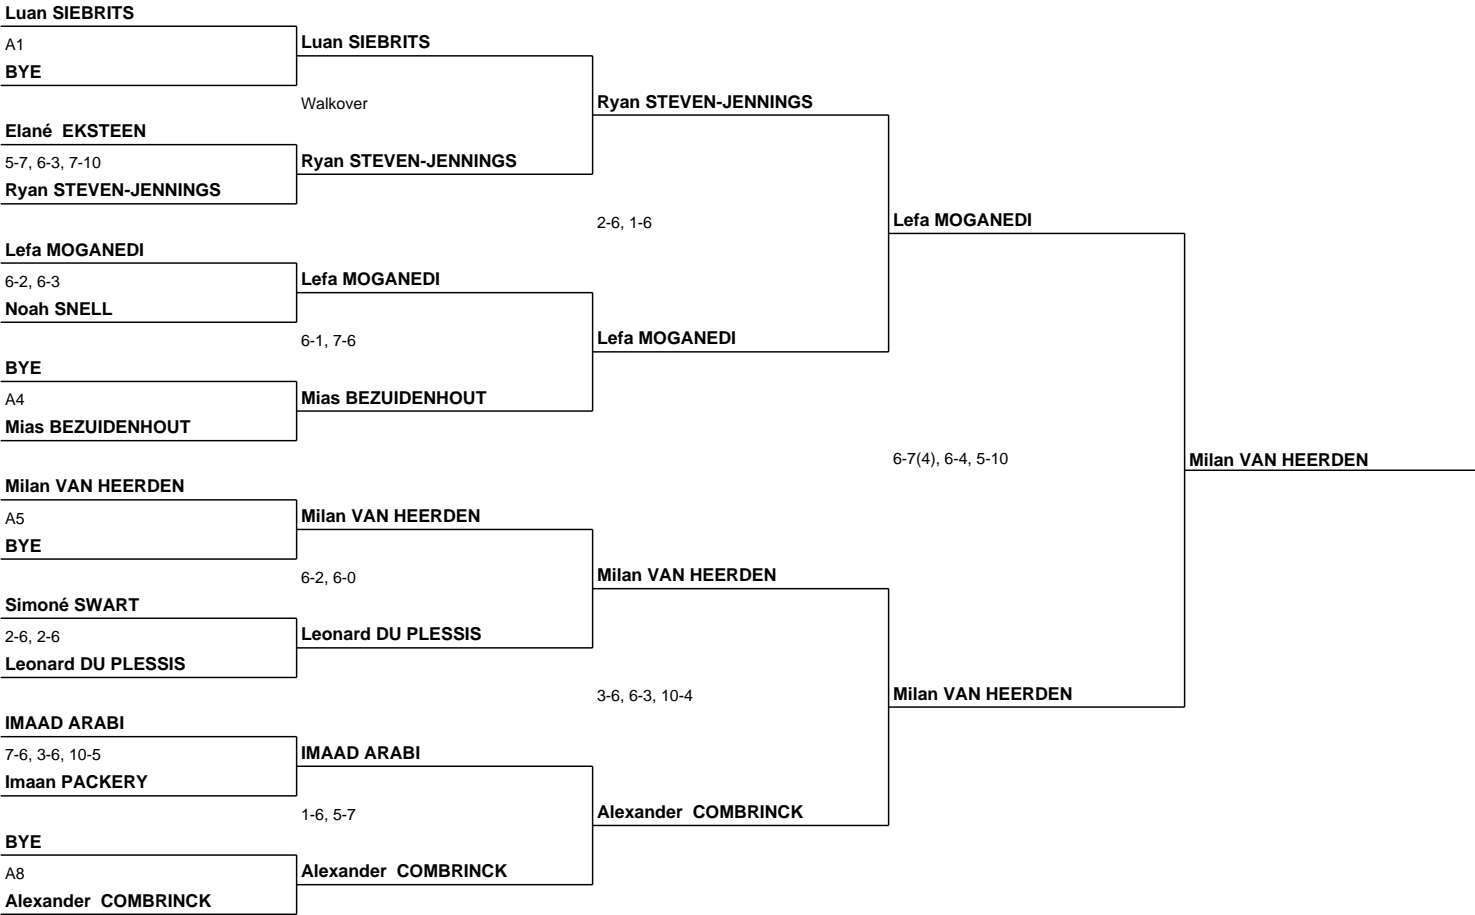 Luan SIEBRITS
A1
BYE
Elané  EKSTEEN
5-7, 6-3, 7-10
Ryan STEVEN-JENNINGS
Lefa MOGANEDI
6-2, 6-3
Noah SNELL
BYE
A4
Mias BEZUIDENHOUT
Milan VAN HEERDEN
A5
BYE
Simoné SWART
2-6, 2-6
Leonard DU PLESSIS
IMAAD ARABI
7-6, 3-6, 10-5
Imaan PACKERY
BYE
A8
Alexander  COMBRINCK
Luan SIEBRITS
Walkover
Ryan STEVEN-JENNINGS
Lefa MOGANEDI
6-1, 7-6
Mias BEZUIDENHOUT
Milan VAN HEERDEN
6-2, 6-0
Leonard DU PLESSIS
IMAAD ARABI
1-6, 5-7
Alexander  COMBRINCK
Ryan STEVEN-JENNINGS
2-6, 1-6
Lefa MOGANEDI
Milan VAN HEERDEN
3-6, 6-3, 10-4
Alexander  COMBRINCK
Lefa MOGANEDI
6-7(4), 6-4, 5-10
Milan VAN HEERDEN
Milan VAN HEERDEN